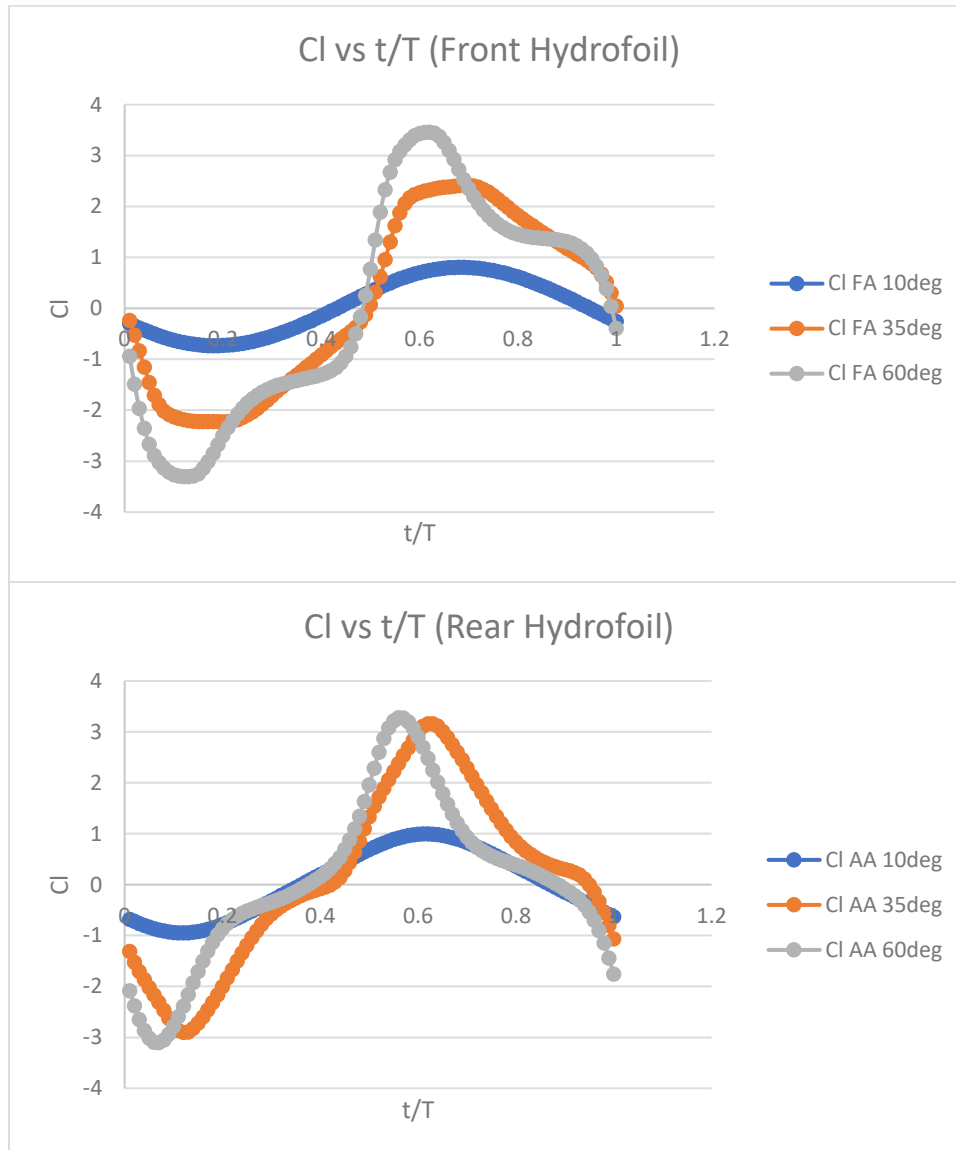 Cl vs t/T (Front Hydrofoil)
4
3
2
1
0
-1
-2
-3
-4
0
0.2
0.4
0.6
0.8
1
1.2
Cl
t/T
Cl FA 10deg
Cl FA 35deg
Cl FA 60deg
Cl vs t/T (Rear Hydrofoil)
4
3
2
1
0
-1
-2
-3
-4
0
0.2
0.4
0.6
0.8
1
1.2
Cl
t/T
Cl AA 10deg
Cl AA 35deg
Cl AA 60deg